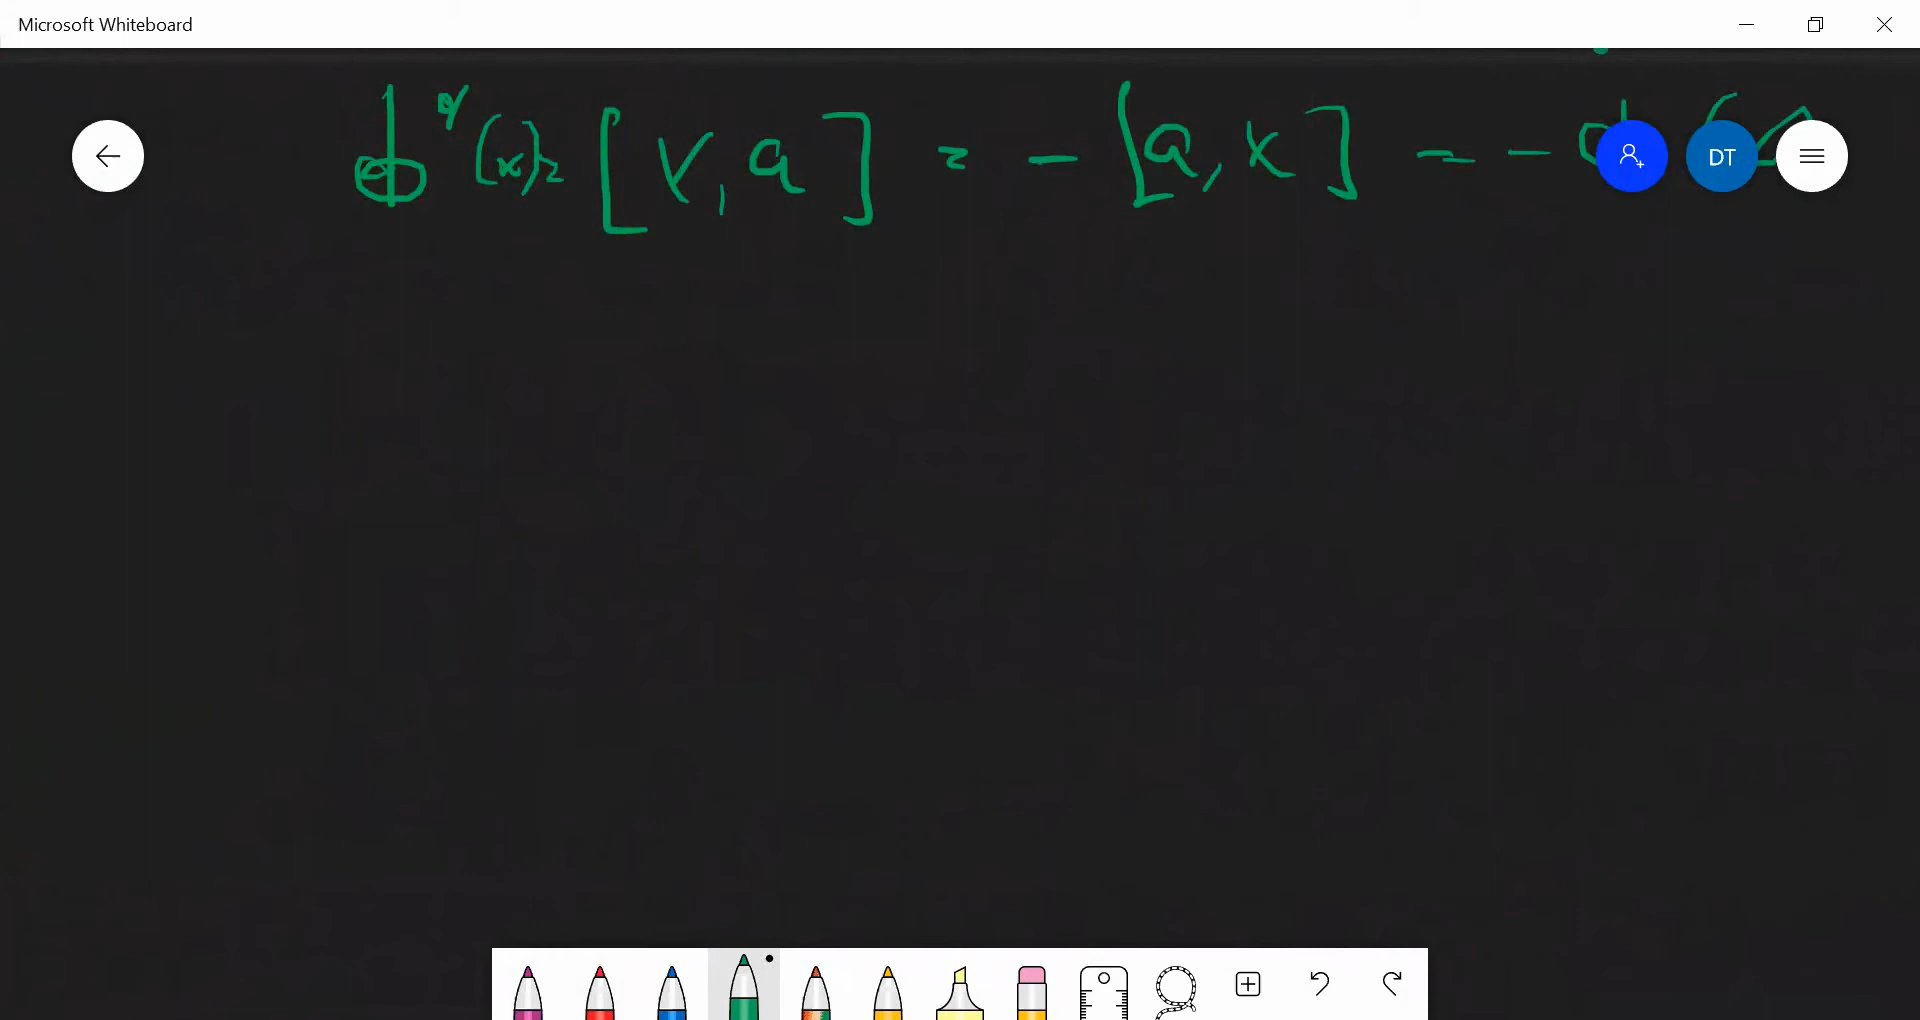 Microsoft Whiteboard
ϕ (x) = [x, a] = - [a, x] = -
DT